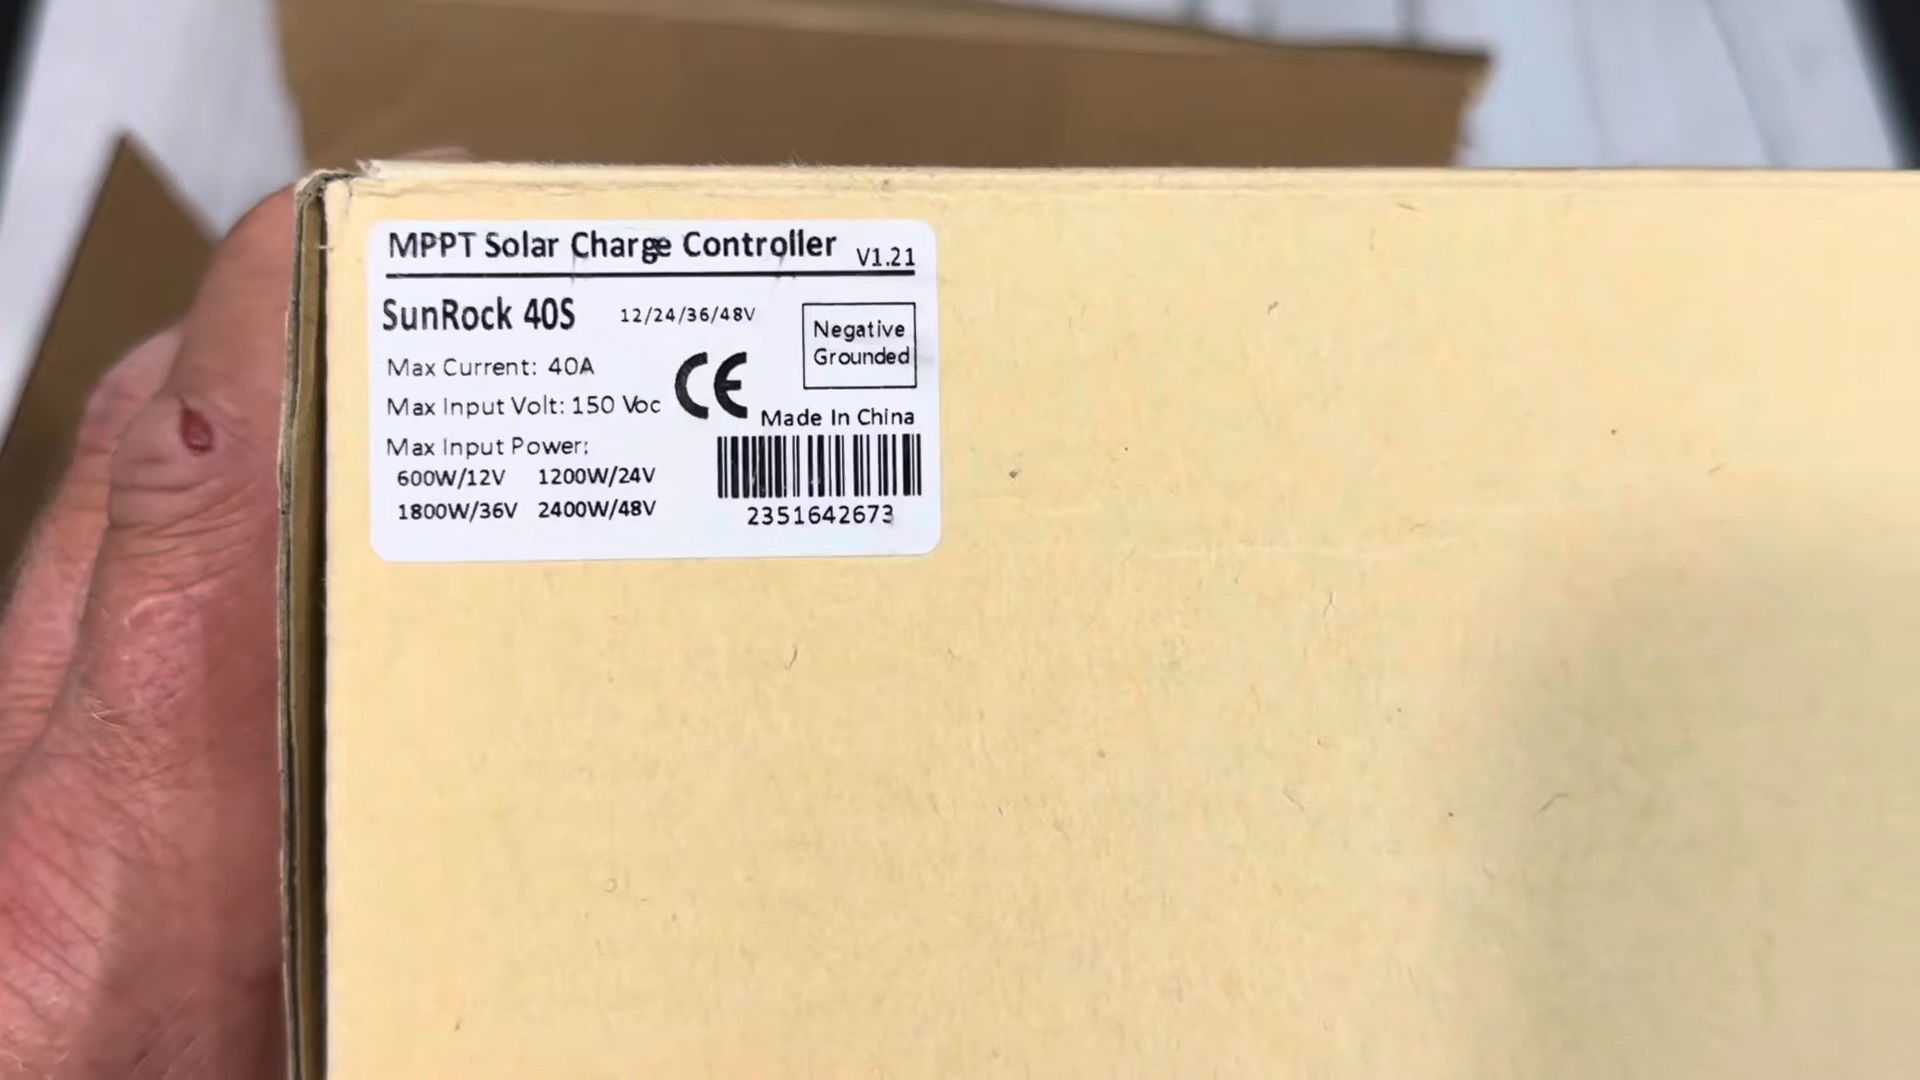 MPPT Solar Charge Controller V1.21
SunRock 40S 12/24/36/48V
Negative
Grounded
Max Current: 40A
CE
Max Input Volt: 150 Voc
Made In China
Max Input Power:
600W/12V 1200W/24V
1800W/36V 2400W/48V
2351642673